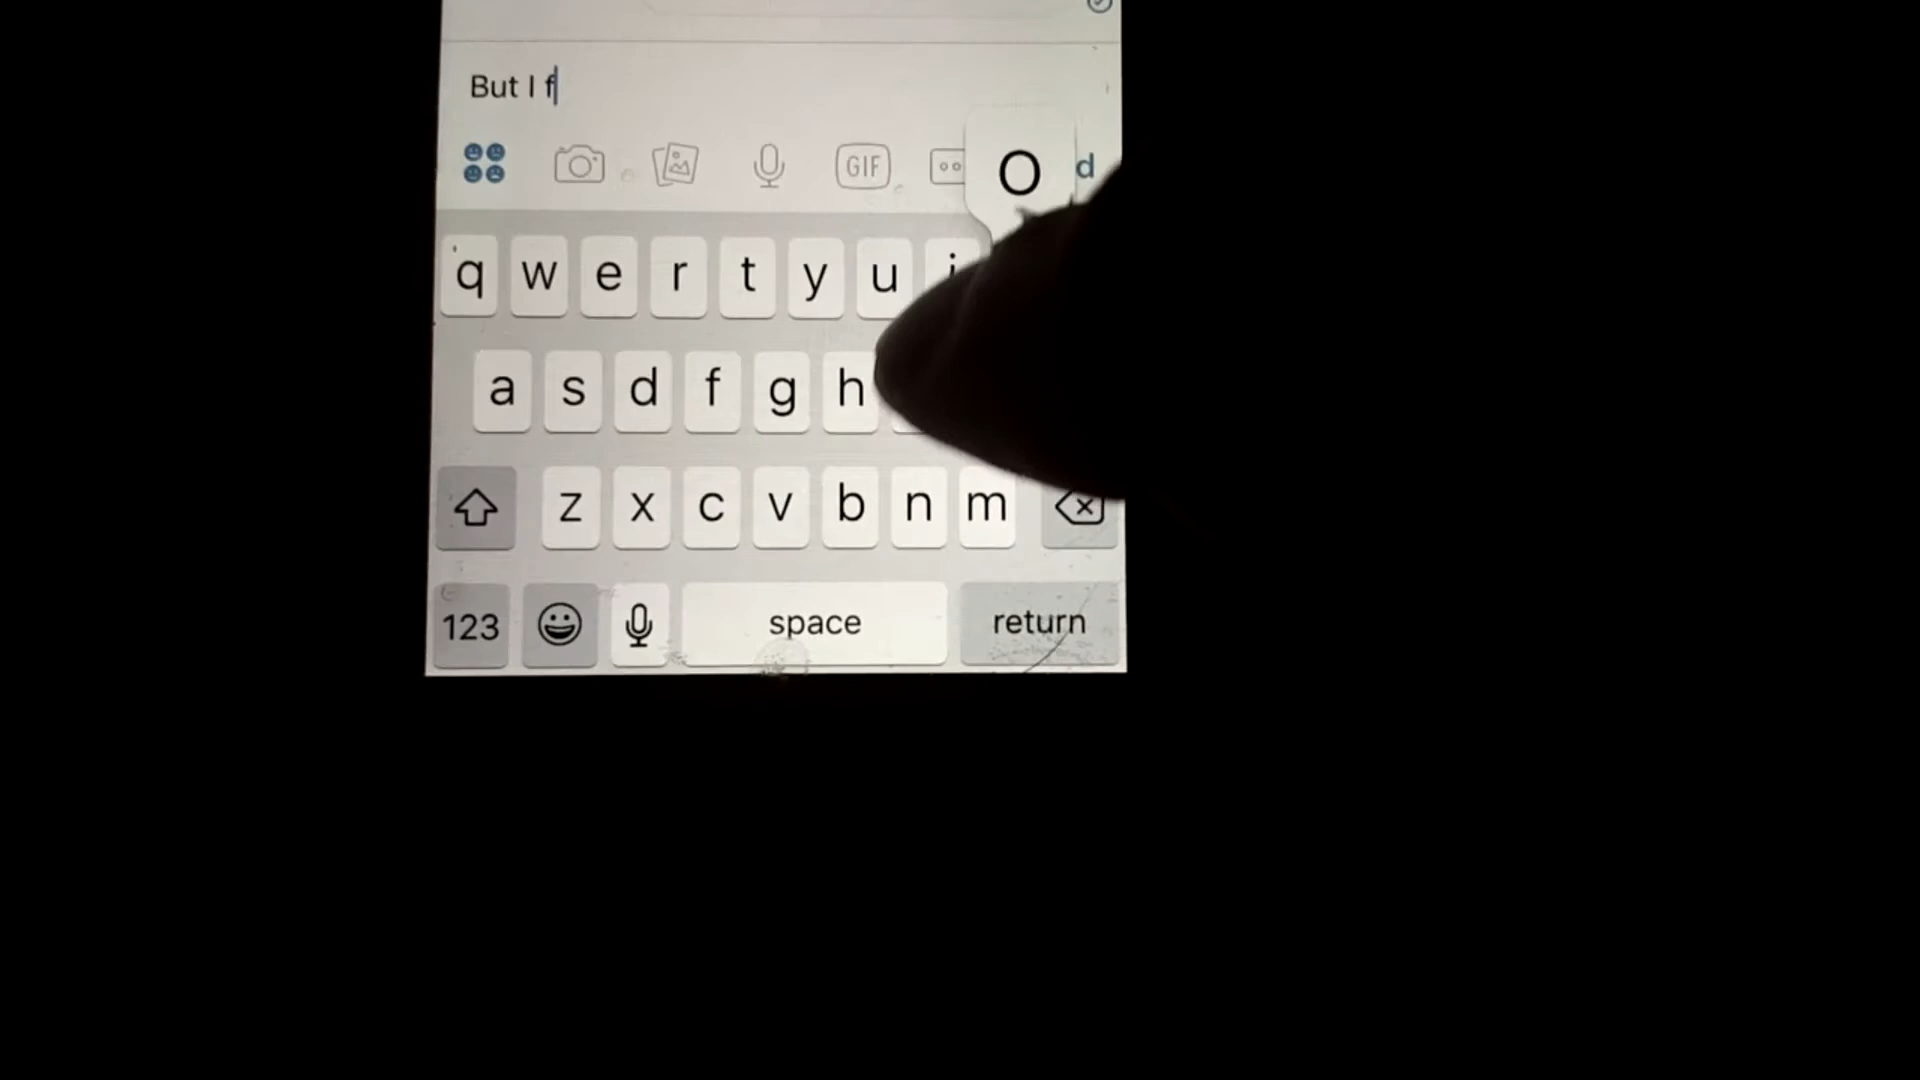 But I f
GIF
O
d
q w e r t y u i
a s d f g h
z x c v b n m
123
space
return